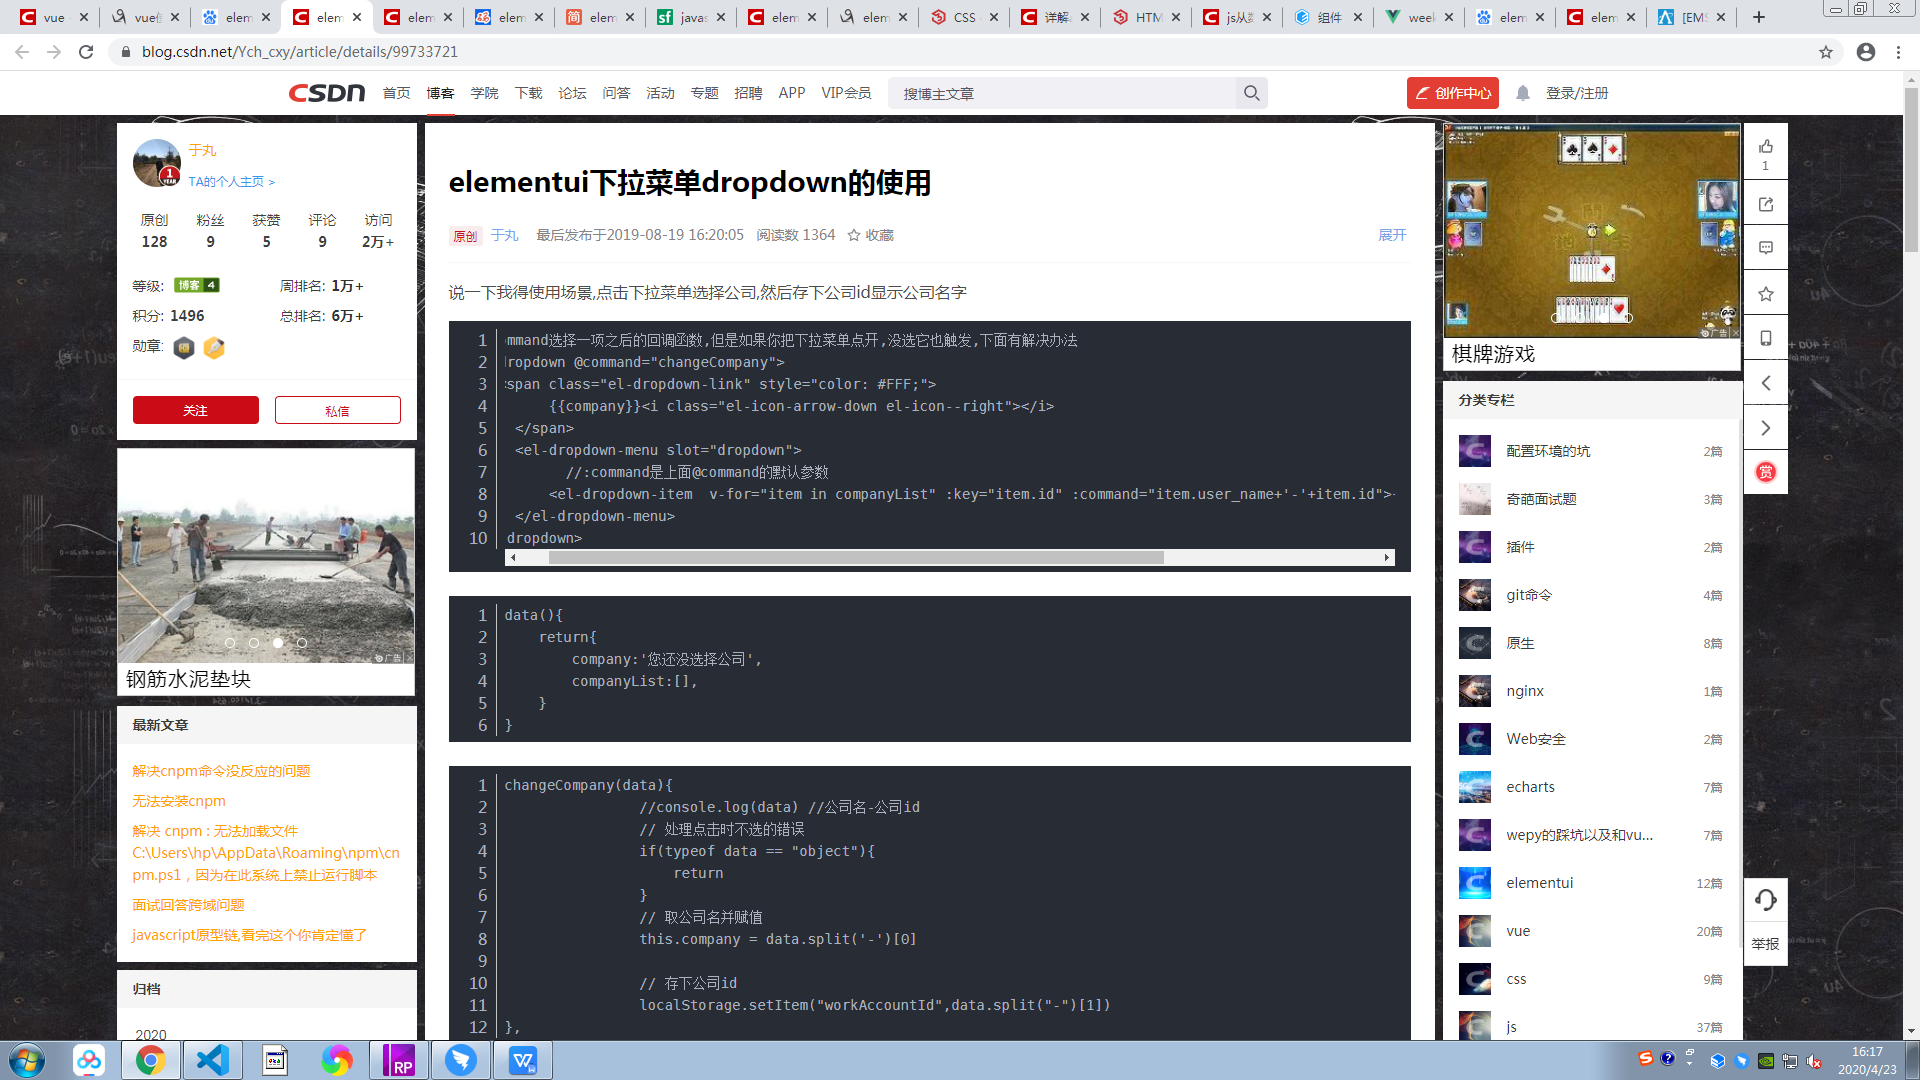 vue
vue
elem
elem
elem
elem
elem
javas
elem
elem
CSS
详解
HTM
js从
组件
week
elem
elem
[EMS
blog.csdn.net/Ych_cxy/article/details/99733721
CSDN 首页 博客 学院 下载 论坛 问答 活动 专题 招聘 APP VIP会员 搜博主文章 创作中心 登录/注册
于丸
TA的个人主页 >
原创 粉丝 获赞 评论 访问
128 9 5 9 2万+
等级: 博客 4 周排名: 1万+
积分: 1496 总排名: 6万+
勋章:
关注 私信
广告
钢筋水泥垫块
最新文章
解决cnpm命令没反应的问题
无法安装cnpm
解决 cnpm : 无法加载文件
C:\Users\hp\AppData\Roaming\npm\cn
pm.ps1，因为在此系统上禁止运行脚本
面试回答跨域问题
javascript原型链,看完这个你肯定懂了
归档
2020
elementui下拉菜单dropdown的使用
原创 于丸 最后发布于2019-08-19 16:20:05 阅读数 1364 收藏 展开
说一下我得使用场景,点击下拉菜单选择公司,然后存下公司id显示公司名字
1 mmand选择一项之后的回调函数,但是如果你把下拉菜单点开,没选它也触发,下面有解决办法
2 ropdown @command="changeCompany">
3 span class="el-dropdown-link" style="color: #FFF;">
4 {{company}}<i class="el-icon-arrow-down el-icon--right"></i>
5 </span>
6 <el-dropdown-menu slot="dropdown">
7 //:command是上面@command的默认参数
8 <el-dropdown-item  v-for="item in companyList" :key="item.id" :command="item.user_name+'-'+item.id">
9 </el-dropdown-menu>
10 dropdown>
1 data(){
2 return{
3 company:'您还没选择公司',
4 companyList:[],
5 }
6 }
1 changeCompany(data){
2 //console.log(data) //公司名-公司id
3 // 处理点击时不选的错误
4 if(typeof data == "object"){
5 return
6 }
7 // 取公司名并赋值
8 this.company = data.split('-')[0]
9
10 // 存下公司id
11 localStorage.setItem("workAccountId",data.split("-")[1])
12 },
广告
棋牌游戏
分类专栏
配置环境的坑 2篇
奇葩面试题 3篇
插件 2篇
git命令 4篇
原生 8篇
nginx 1篇
Web安全 2篇
echarts 7篇
wepy的踩坑以及和vu... 7篇
elementui 12篇
vue 20篇
css 9篇
js 37篇
1
赏
举报
16:17
2020/4/23